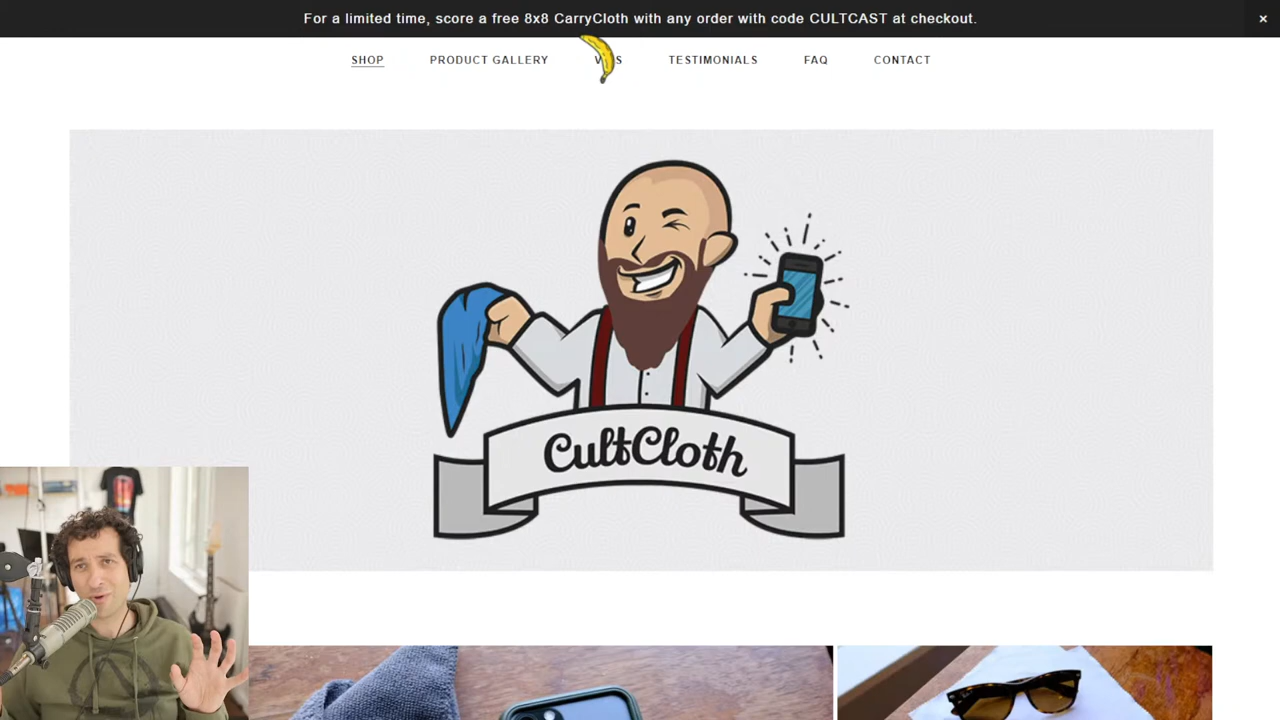 For a limited time, score a free 8x8 CarryCloth with any order with code CULTCAST at checkout.
SHOP PRODUCT GALLERY TESTIMONIALS FAQ CONTACT
CultCloth